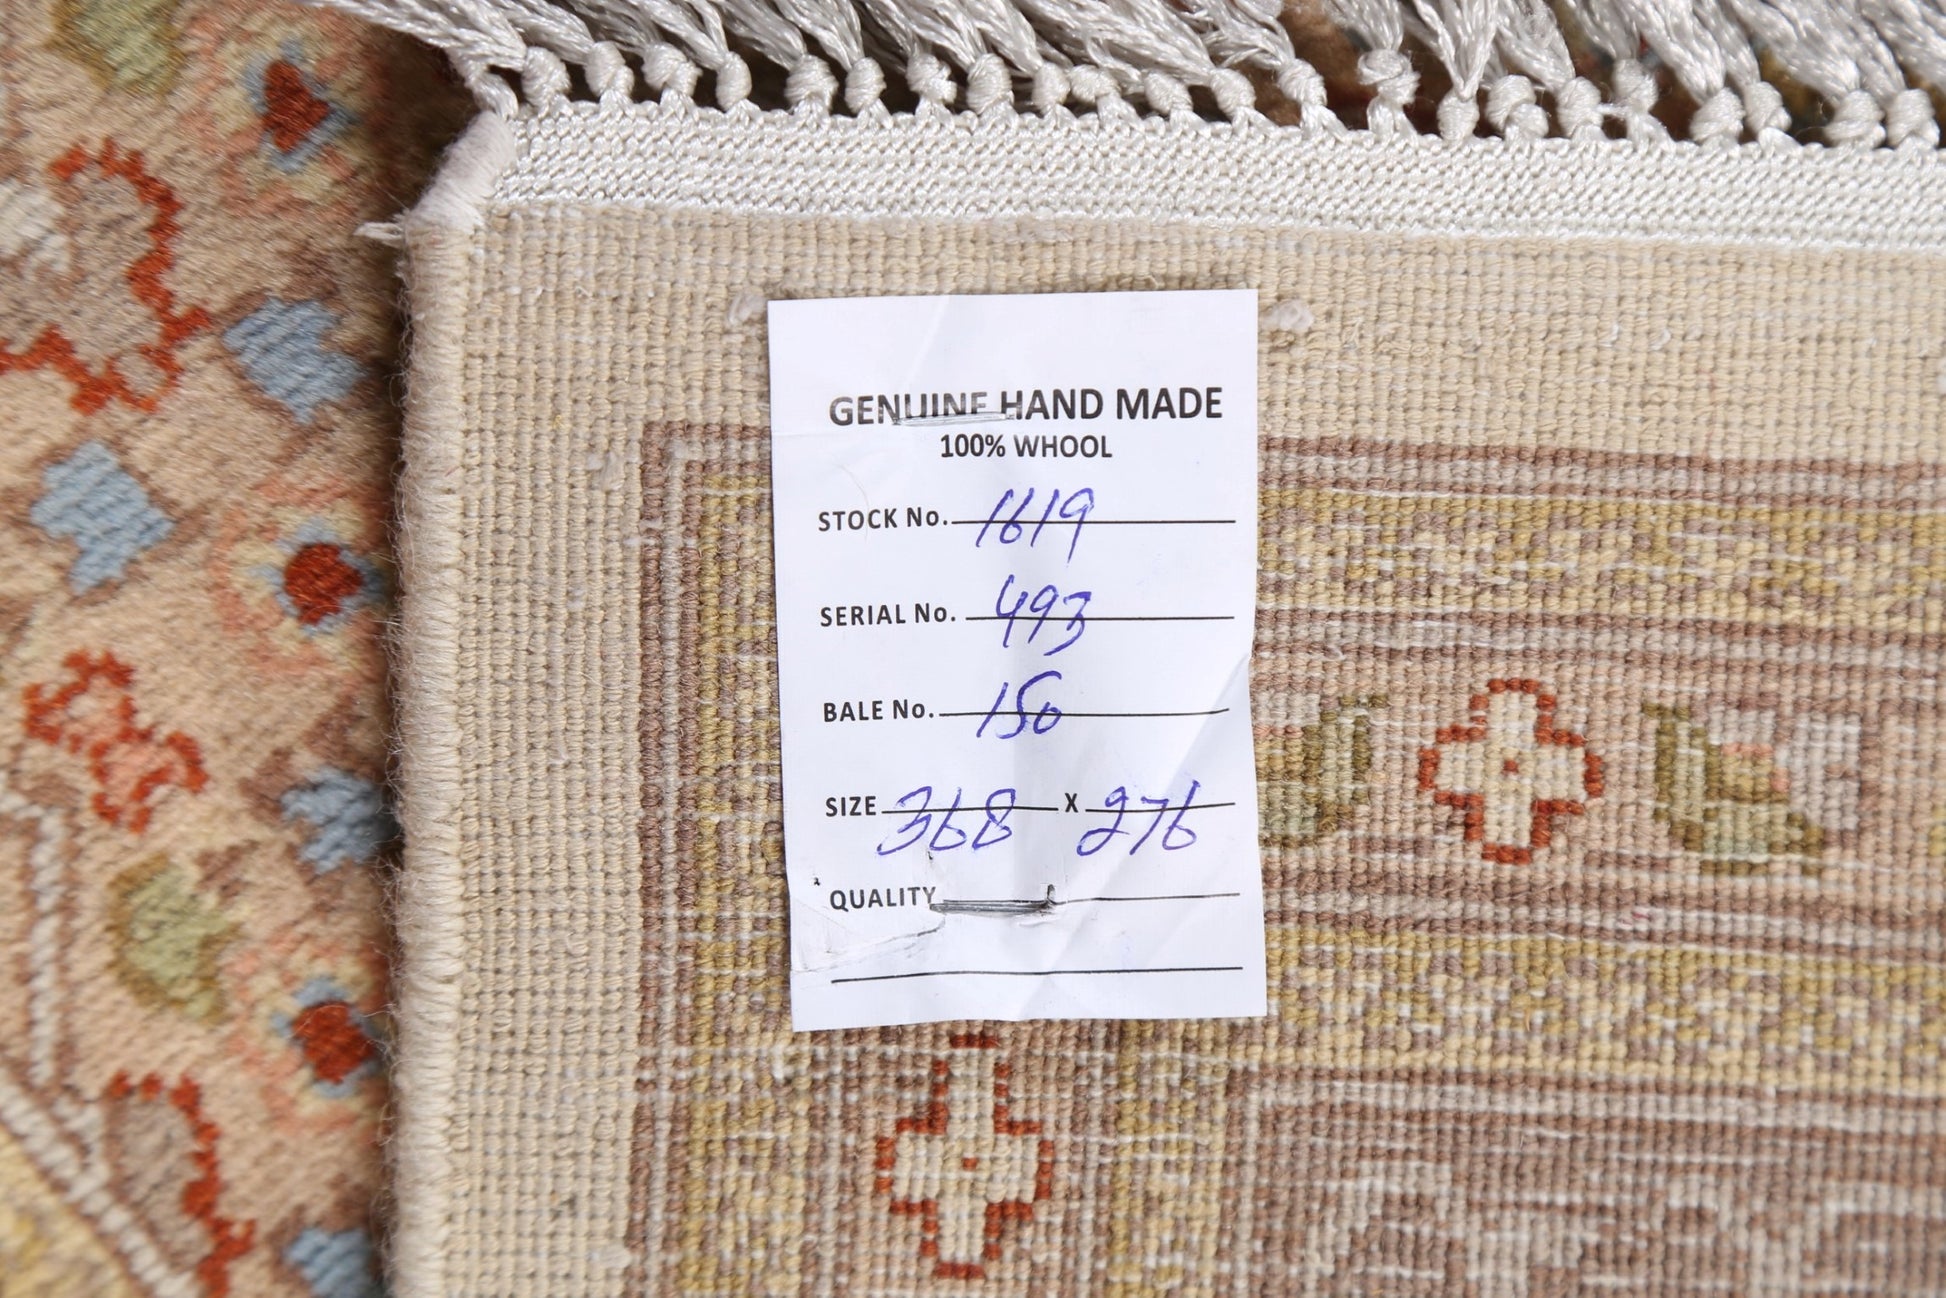 GENUINE HAND MADE
100% WHOOL
STOCK No. 1619
SERIAL No. 493
BALE No. 150
SIZE 368 X 276
QUALITY